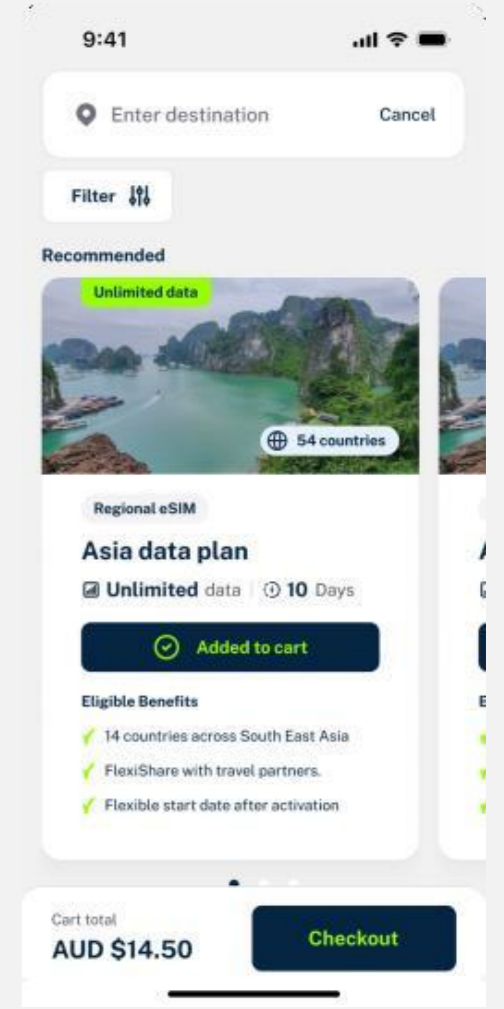 9:41
Enter destination
Cancel
Filter
Recommended
Unlimited data
54 countries
Regional eSIM
Asia data plan
Unlimited data 10 Days
Added to cart
Eligible Benefits
14 countries across South East Asia
FlexiShare with travel partners.
Flexible start date after activation
Cart total
AUD $14.50
Checkout